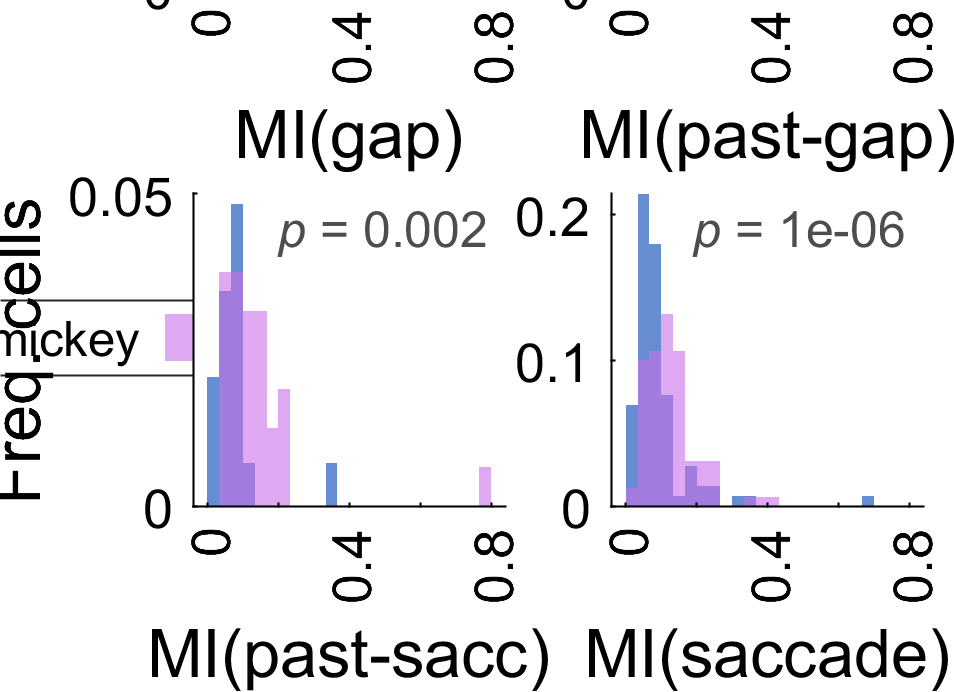 0 0.4 0.8 0 0.4 0.8
MI(gap) MI(past-gap)
Freq. cells
mickey
0.05
0
p = 0.002
0 0.4 0.8
MI(past-sacc)
0.2
0.1
0
p = 1e-06
0 0.4 0.8
MI(saccade)